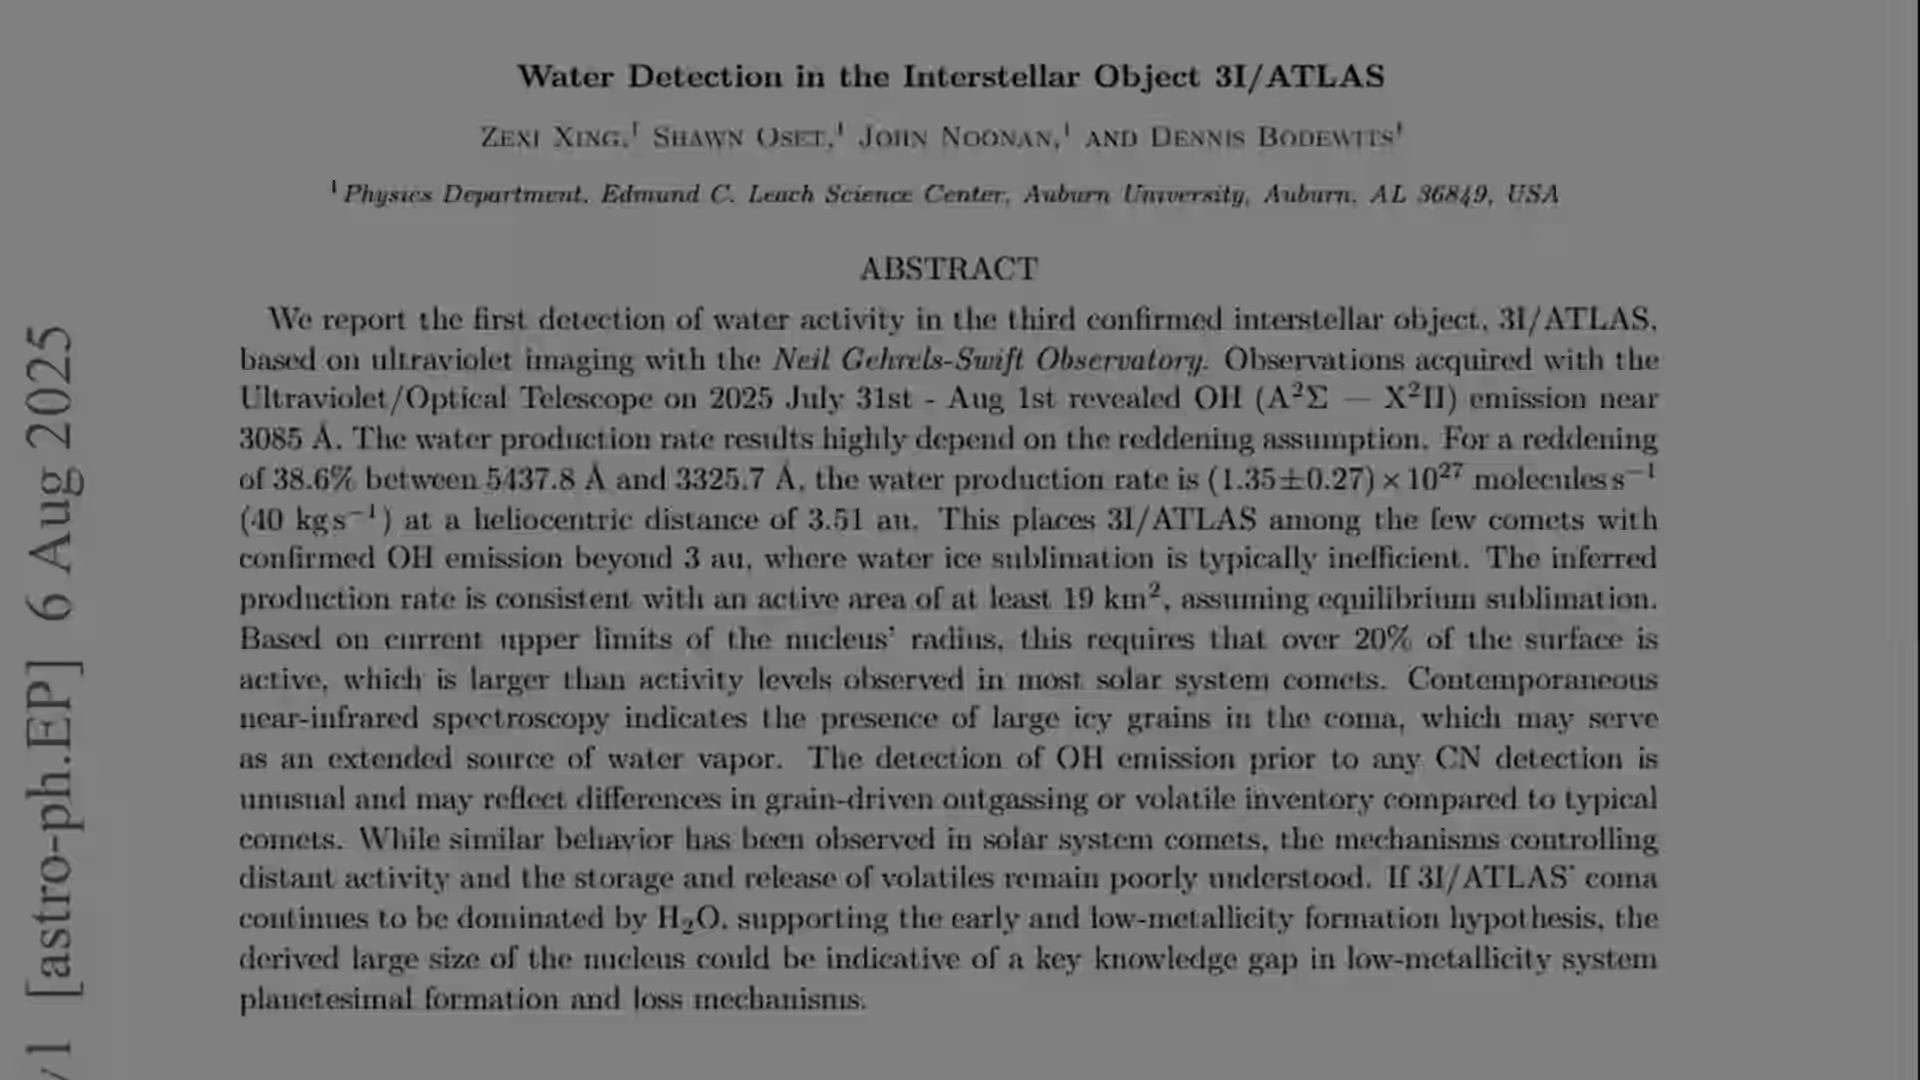 Water Detection in the Interstellar Object 3I/ATLAS
Zexi Xing,¹ Shawn Oset,¹ John Noonan,¹ and Dennis Bodewits¹
¹ Physics Department, Edmund C. Leach Science Center, Auburn University, Auburn, AL 36849, USA
ABSTRACT
We report the first detection of water activity in the third confirmed interstellar object, 3I/ATLAS,
based on ultraviolet imaging with the Neil Gehrels-Swift Observatory. Observations acquired with the
Ultraviolet/Optical Telescope on 2025 July 31st - Aug 1st revealed OH (A²Σ − X²Π) emission near
3085 Å. The water production rate results highly depend on the reddening assumption. For a reddening
of 38.6% between 5437.8 Å and 3325.7 Å, the water production rate is (1.35±0.27)×10²⁷ molecules s⁻¹
(40 kg s⁻¹) at a heliocentric distance of 3.51 au. This places 3I/ATLAS among the few comets with
confirmed OH emission beyond 3 au, where water ice sublimation is typically inefficient. The inferred
production rate is consistent with an active area of at least 19 km², assuming equilibrium sublimation.
Based on current upper limits of the nucleus' radius, this requires that over 20% of the surface is
active, which is larger than activity levels observed in most solar system comets. Contemporaneous
near-infrared spectroscopy indicates the presence of large icy grains in the coma, which may serve
as an extended source of water vapor. The detection of OH emission prior to any CN detection is
unusual and may reflect differences in grain-driven outgassing or volatile inventory compared to typical
comets. While similar behavior has been observed in solar system comets, the mechanisms controlling
distant activity and the storage and release of volatiles remain poorly understood. If 3I/ATLAS' coma
continues to be dominated by H₂O, supporting the early and low-metallicity formation hypothesis, the
derived large size of the nucleus could be indicative of a key knowledge gap in low-metallicity system
planetesimal formation and loss mechanisms.
v1 [astro-ph.EP] 6 Aug 2025